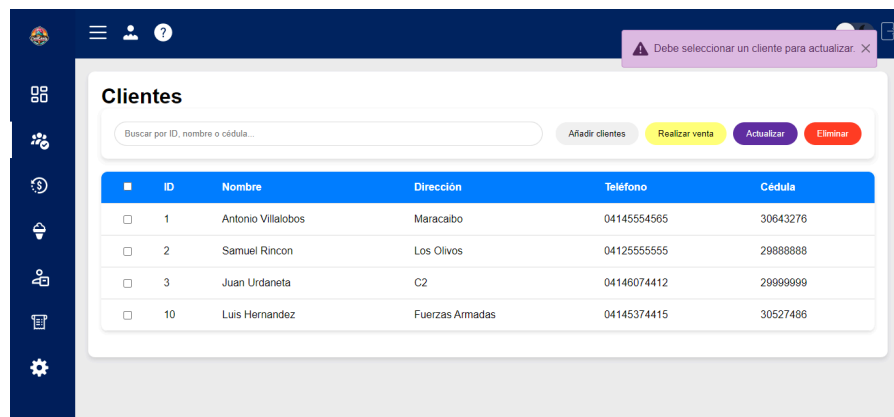 ?
Debe seleccionar un cliente para actualizar.
Clientes
Buscar por ID, nombre o cédula...
Añadir clientes
Realizar venta
Actualizar
Eliminar
ID Nombre Dirección Teléfono Cédula
1 Antonio Villalobos Maracaibo 04145554565 30643276
2 Samuel Rincon Los Olivos 04125555555 29888888
3 Juan Urdaneta C2 04146074412 29999999
10 Luis Hernandez Fuerzas Armadas 04145374415 30527486